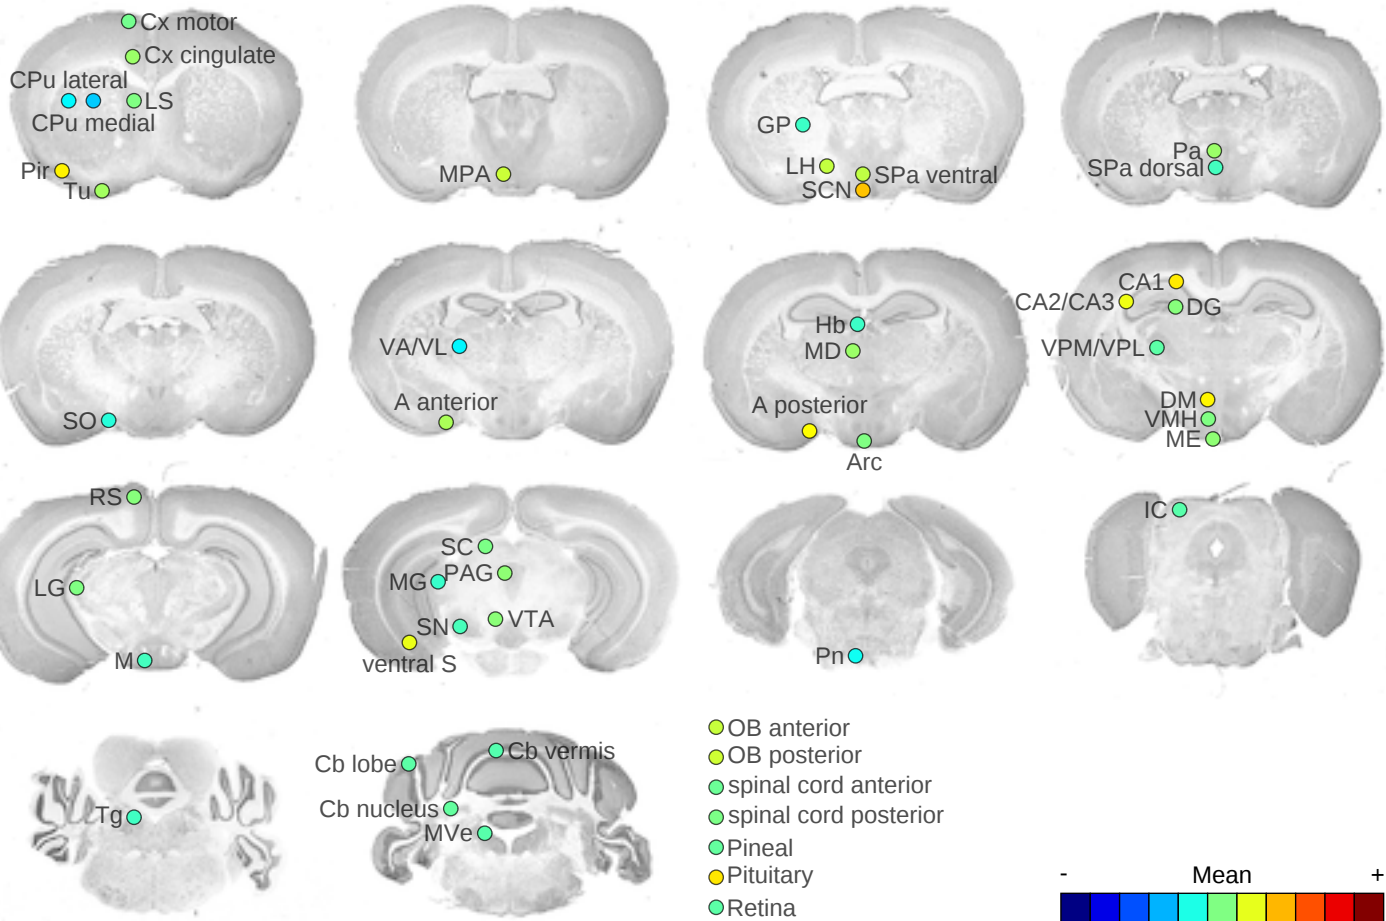 Cx motor
Cx cingulate
CPu lateral
LS
CPu medial
Pir
Tu
MPA
GP
LH
SPa ventral
SCN
Pa
SPa dorsal
SO
VA/VL
A anterior
Hb
MD
A posterior
Arc
CA1
CA2/CA3
DG
VPM/VPL
DM
VMH
ME
RS
LG
M
SC
MG
PAG
SN
VTA
ventral S
Pn
IC
Tg
Cb lobe
Cb vermis
Cb nucleus
MVe
OB anterior
OB posterior
spinal cord anterior
spinal cord posterior
Pineal
Pituitary
Retina
- Mean +